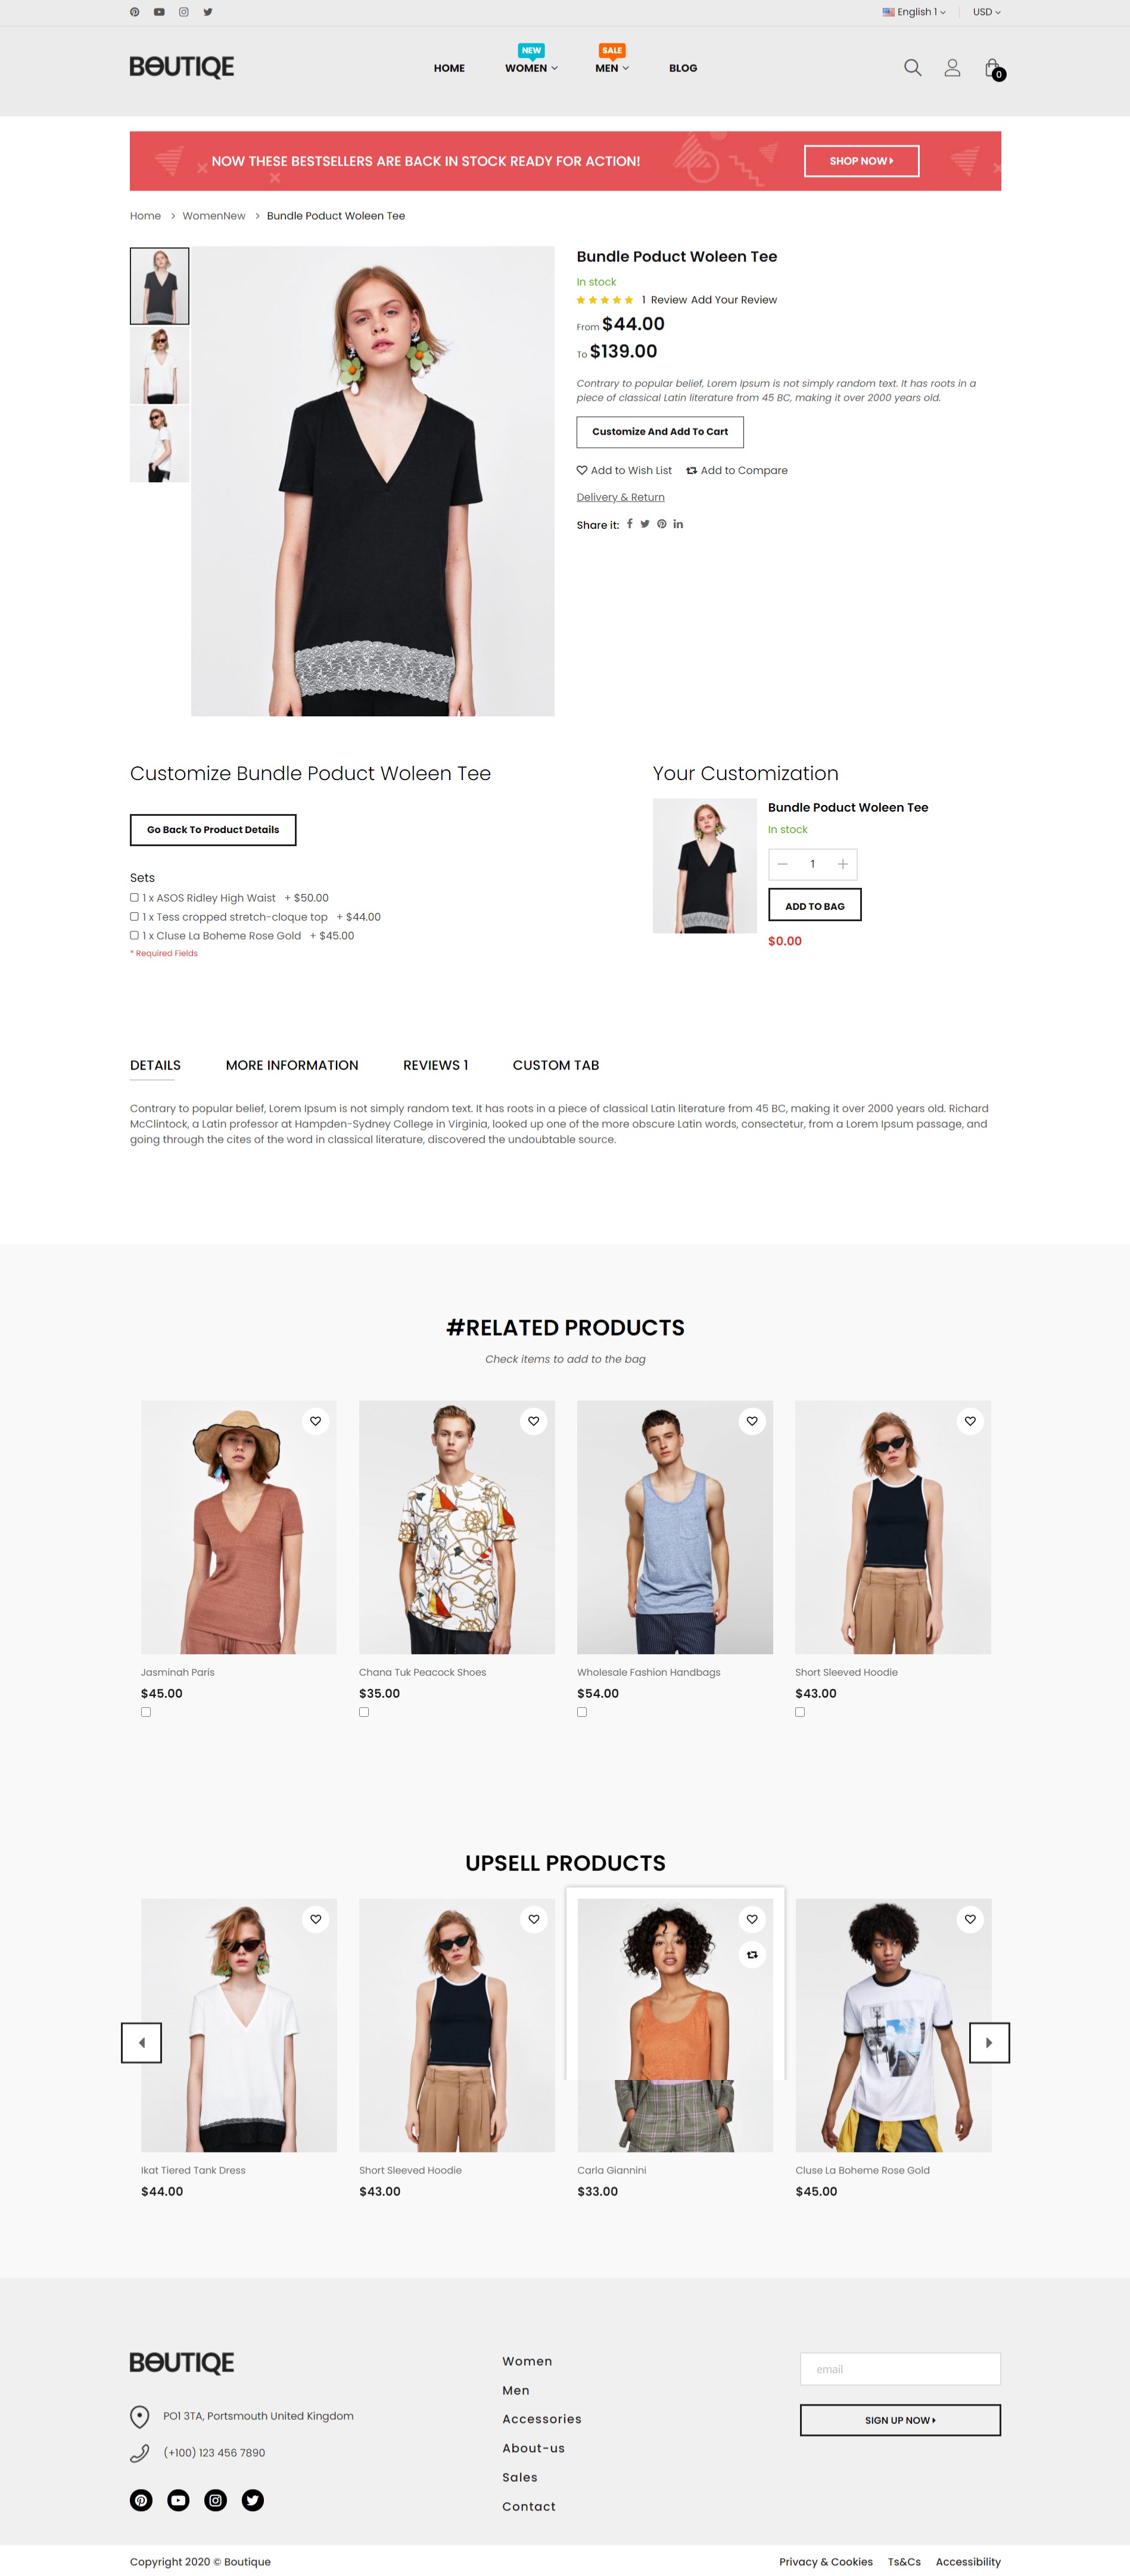 English 1
USD
BOUTIQE
HOME
NEW
WOMEN
SALE
MEN
BLOG
0
NOW THESE BESTSELLERS ARE BACK IN STOCK READY FOR ACTION!
SHOP NOW
Home > WomenNew > Bundle Poduct Woleen Tee
Bundle Poduct Woleen Tee
In stock
1 Review Add Your Review
From $44.00
To $139.00
Contrary to popular belief, Lorem Ipsum is not simply random text. It has roots in a
piece of classical Latin literature from 45 BC, making it over 2000 years old.
Customize And Add To Cart
Add to Wish List Add to Compare
Delivery & Return
Share it:
Customize Bundle Poduct Woleen Tee
Go Back To Product Details
Sets
1 x ASOS Ridley High Waist + $50.00
1 x Tess cropped stretch-cloque top + $44.00
1 x Cluse La Boheme Rose Gold + $45.00
* Required Fields
Your Customization
Bundle Poduct Woleen Tee
In stock
1
ADD TO BAG
$0.00
DETAILS MORE INFORMATION REVIEWS 1 CUSTOM TAB
Contrary to popular belief, Lorem Ipsum is not simply random text. It has roots in a piece of classical Latin literature from 45 BC, making it over 2000 years old. Richard
McClintock, a Latin professor at Hampden-Sydney College in Virginia, looked up one of the more obscure Latin words, consectetur, from a Lorem Ipsum passage, and
going through the cites of the word in classical literature, discovered the undoubtable source.
#RELATED PRODUCTS
Check items to add to the bag
Jasminah Paris
$45.00
Chana Tuk Peacock Shoes
$35.00
Wholesale Fashion Handbags
$54.00
Short Sleeved Hoodie
$43.00
UPSELL PRODUCTS
Ikat Tiered Tank Dress
$44.00
Short Sleeved Hoodie
$43.00
Carla Giannini
$33.00
Cluse La Boheme Rose Gold
$45.00
BOUTIQE
PO1 3TA, Portsmouth United Kingdom
(+100) 123 456 7890
Women
Men
Accessories
About-us
Sales
Contact
email
SIGN UP NOW
Copyright 2020 © Boutique
Privacy & Cookies Ts&Cs Accessibility